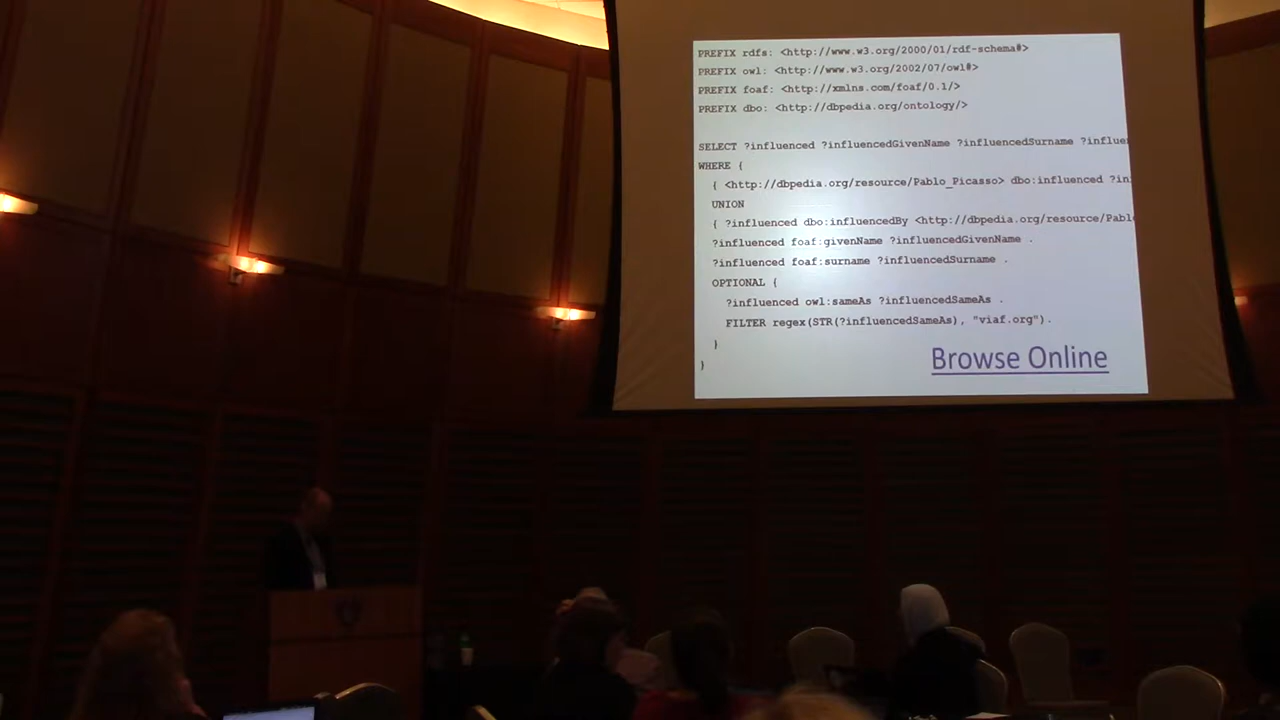 PREFIX rdfs: <http://www.w3.org/2000/01/rdf-schema#>
PREFIX owl: <http://www.w3.org/2002/07/owl#>
PREFIX foaf: <http://xmlns.com/foaf/0.1/>
PREFIX dbo: <http://dbpedia.org/ontology/>
SELECT ?influenced ?influencedGivenName ?influencedSurname ?influe
WHERE {
{ <http://dbpedia.org/resource/Pablo_Picasso> dbo:influenced ?in
UNION
{ ?influenced dbo:influencedBy <http://dbpedia.org/resource/Pabl
?influenced foaf:givenName ?influencedGivenName .
?influenced foaf:surname ?influencedSurname .
OPTIONAL {
?influenced owl:sameAs ?influencedSameAs .
FILTER regex(STR(?influencedSameAs), "viaf.org").
}
}
Browse Online